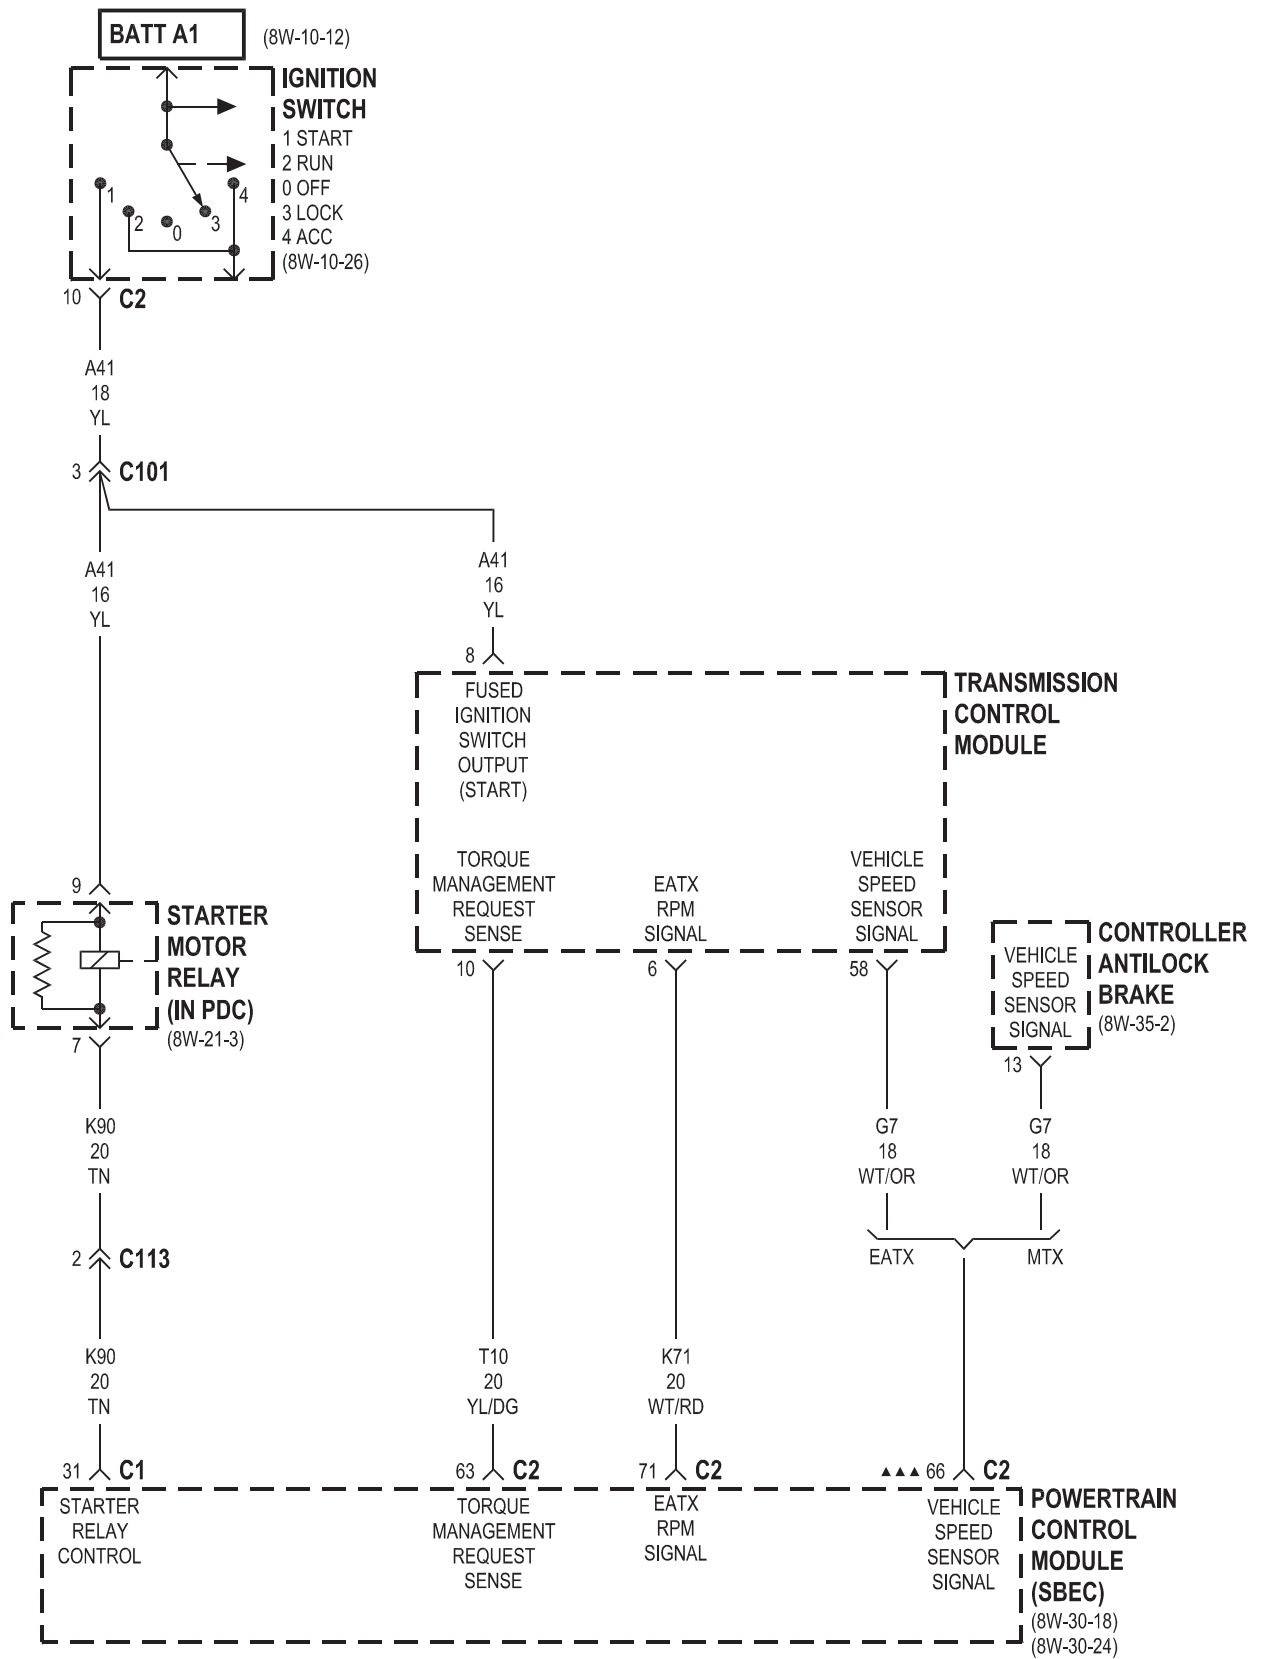 BATT A1
(8W-10-12)
IGNITION
SWITCH
1 START
2 RUN
0 OFF
3 LOCK
4 ACC
(8W-10-26)
1
2
0
3
4
10
C2
A41
18
YL
3
C101
A41
16
YL
A41
16
YL
8
FUSED
IGNITION
SWITCH
OUTPUT
(START)
TRANSMISSION
CONTROL
MODULE
TORQUE
MANAGEMENT
REQUEST
SENSE
EATX
RPM
SIGNAL
VEHICLE
SPEED
SENSOR
SIGNAL
9
STARTER
MOTOR
RELAY
(IN PDC)
(8W-21-3)
VEHICLE
SPEED
SENSOR
SIGNAL
CONTROLLER
ANTILOCK
BRAKE
(8W-35-2)
7
10
6
58
13
K90
20
TN
G7
18
WT/OR
G7
18
WT/OR
EATX
MTX
2
C113
K90
20
TN
T10
20
YL/DG
K71
20
WT/RD
31
C1
63
C2
71
C2
▲▲▲ 66
C2
STARTER
RELAY
CONTROL
TORQUE
MANAGEMENT
REQUEST
SENSE
EATX
RPM
SIGNAL
VEHICLE
SPEED
SENSOR
SIGNAL
POWERTRAIN
CONTROL
MODULE
(SBEC)
(8W-30-18)
(8W-30-24)